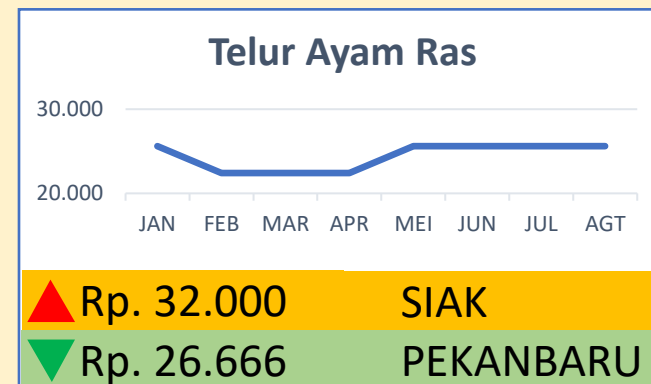 Telur Ayam Ras
30.000
20.000
JAN FEB MAR APR MEI JUN JUL AGT
Rp. 32.000 SIAK
Rp. 26.666 PEKANBARU